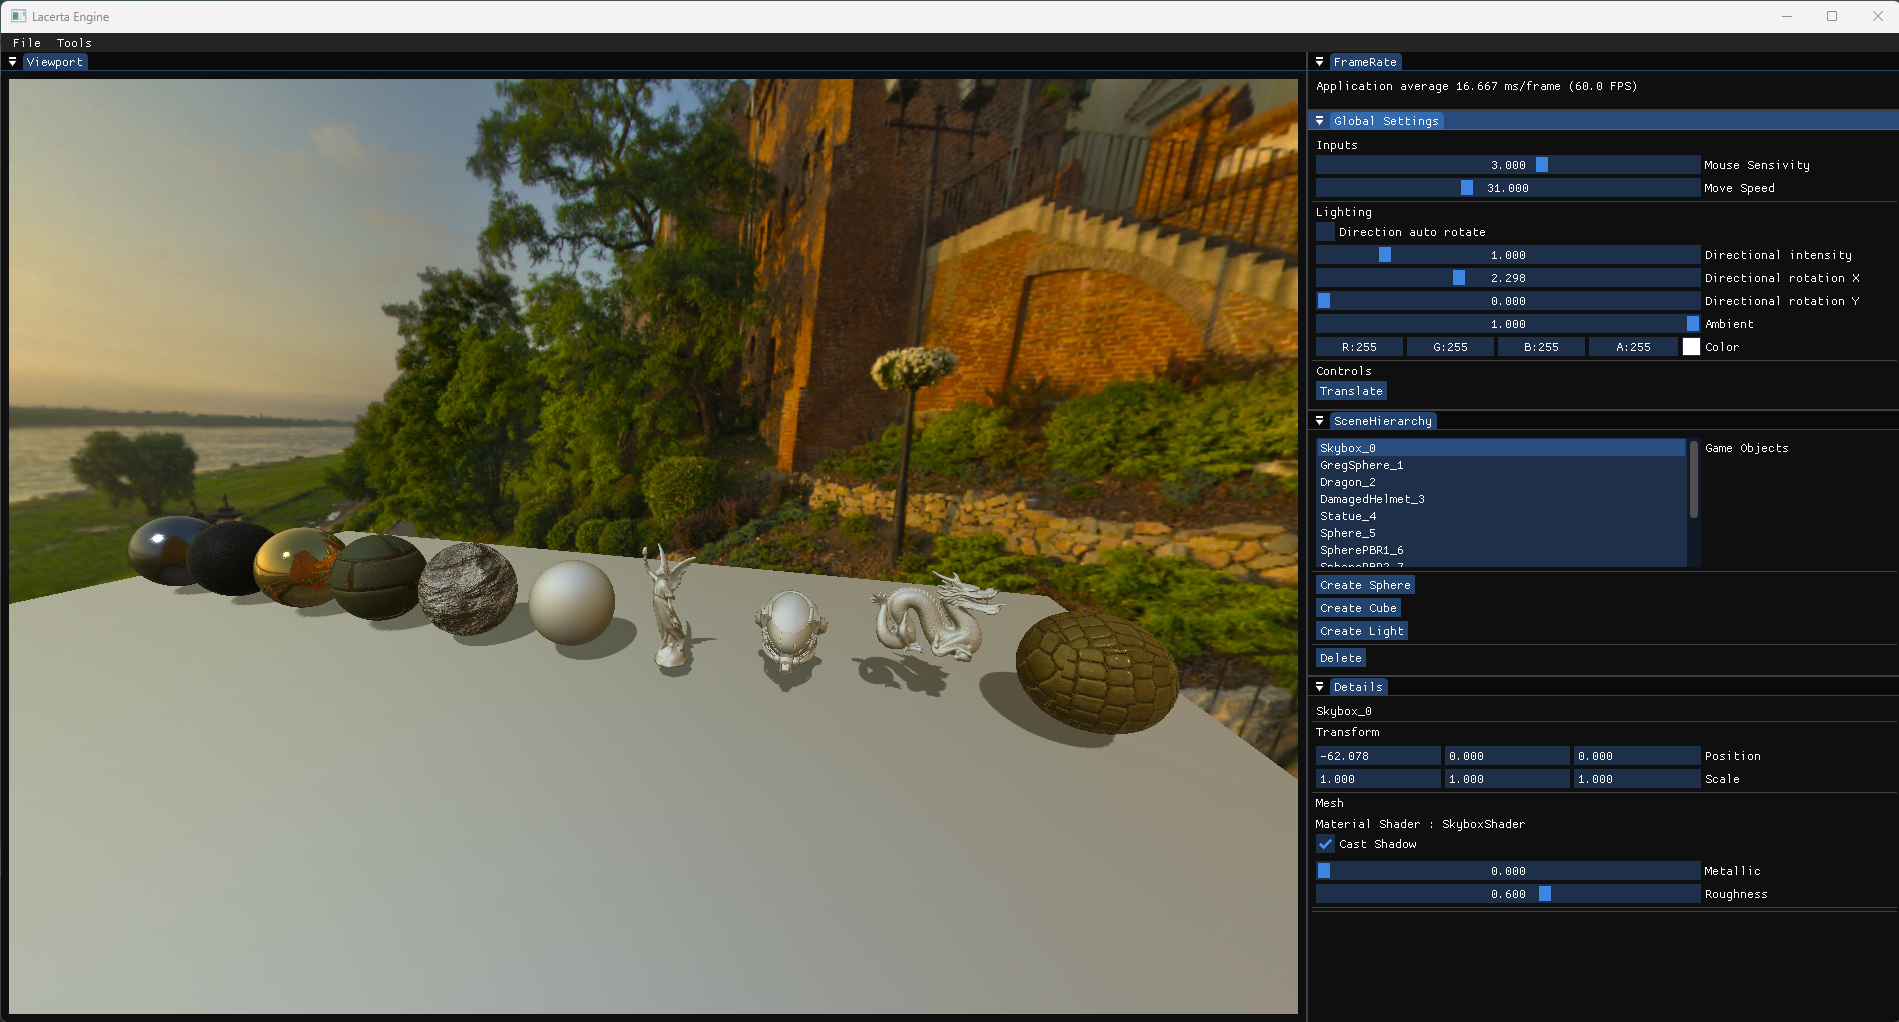 Lacerta Engine
File Tools
Viewport
FrameRate
Application average 16.667 ms/frame (60.0 FPS)
Global Settings
Inputs
3.000 Mouse Sensivity
31.000 Move Speed
Lighting
Direction auto rotate
1.000 Directional intensity
2.298 Directional rotation X
0.000 Directional rotation Y
1.000 Ambient
R:255 G:255 B:255 A:255 Color
Controls
Translate
SceneHierarchy
Skybox_0 Game Objects
GregSphere_1
Dragon_2
DamagedHelmet_3
Statue_4
Sphere_5
SpherePBR1_6
SpherePBR2_7
Create Sphere
Create Cube
Create Light
Delete
Details
Skybox_0
Transform
-62.078 0.000 0.000 Position
1.000 1.000 1.000 Scale
Mesh
Material Shader : SkyboxShader
Cast Shadow
0.000 Metallic
0.600 Roughness